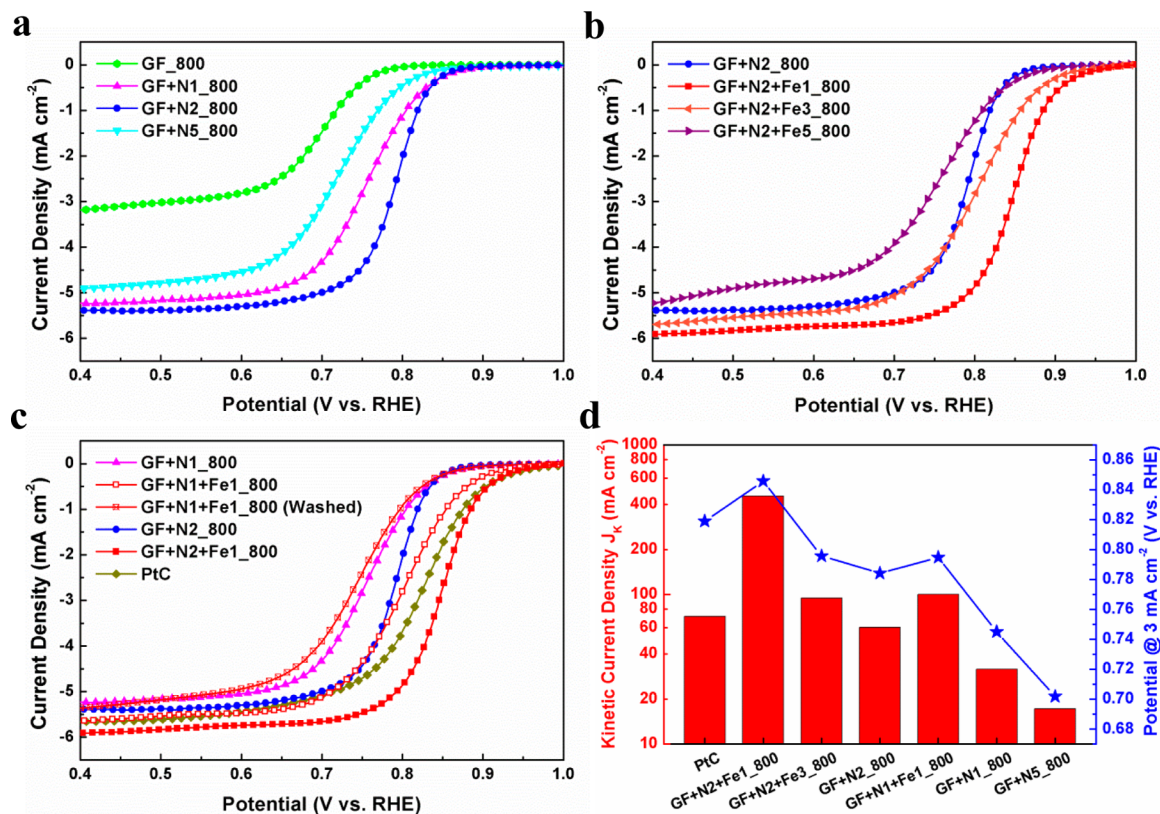 a
GF_800
GF+N1_800
GF+N2_800
GF+N5_800
Current Density (mA cm⁻²)
0
-1
-2
-3
-4
-5
-6
0.4 0.5 0.6 0.7 0.8 0.9 1.0
Potential (V vs. RHE)
b
GF+N2_800
GF+N2+Fe1_800
GF+N2+Fe3_800
GF+N2+Fe5_800
Current Density (mA cm⁻²)
0
-1
-2
-3
-4
-5
-6
0.4 0.5 0.6 0.7 0.8 0.9 1.0
Potential (V vs. RHE)
c
GF+N1_800
GF+N1+Fe1_800
GF+N1+Fe1_800 (Washed)
GF+N2_800
GF+N2+Fe1_800
PtC
Current Density (mA cm⁻²)
0
-1
-2
-3
-4
-5
-6
0.4 0.5 0.6 0.7 0.8 0.9 1.0
Potential (V vs. RHE)
d
Kinetic Current Density J_K (mA cm⁻²)
1000
800
600
400
200
100
80
60
40
20
10
0.86
0.84
0.82
0.80
0.78
0.76
0.74
0.72
0.70
0.68
Potential @ 3 mA cm⁻² (V vs. RHE)
PtC
GF+N2+Fe1_800
GF+N2+Fe3_800
GF+N2_800
GF+N1+Fe1_800
GF+N1_800
GF+N5_800